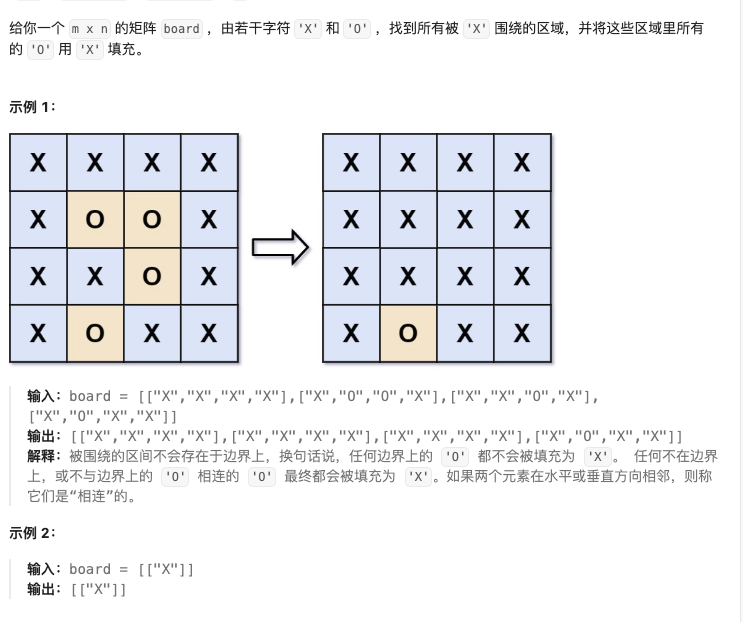 给你一个 m x n 的矩阵 board ，由若干字符 'X' 和 'O' ，找到所有被 'X' 围绕的区域，并将这些区域里所有
的 'O' 用 'X' 填充。
示例 1：
X X X X X X X X
X O O X X X X X
X X O X X X X X
X O X X X O X X
输入：board = [["X","X","X","X"],["X","O","O","X"],["X","X","O","X"],
["X","O","X","X"]]
输出：[["X","X","X","X"],["X","X","X","X"],["X","X","X","X"],["X","O","X","X"]]
解释：被围绕的区间不会存在于边界上，换句话说，任何边界上的 'O' 都不会被填充为 'X'。 任何不在边界
上，或不与边界上的 'O' 相连的 'O' 最终都会被填充为 'X'。如果两个元素在水平或垂直方向相邻，则称
它们是“相连”的。
示例 2：
输入：board = [["X"]]
输出：[["X"]]